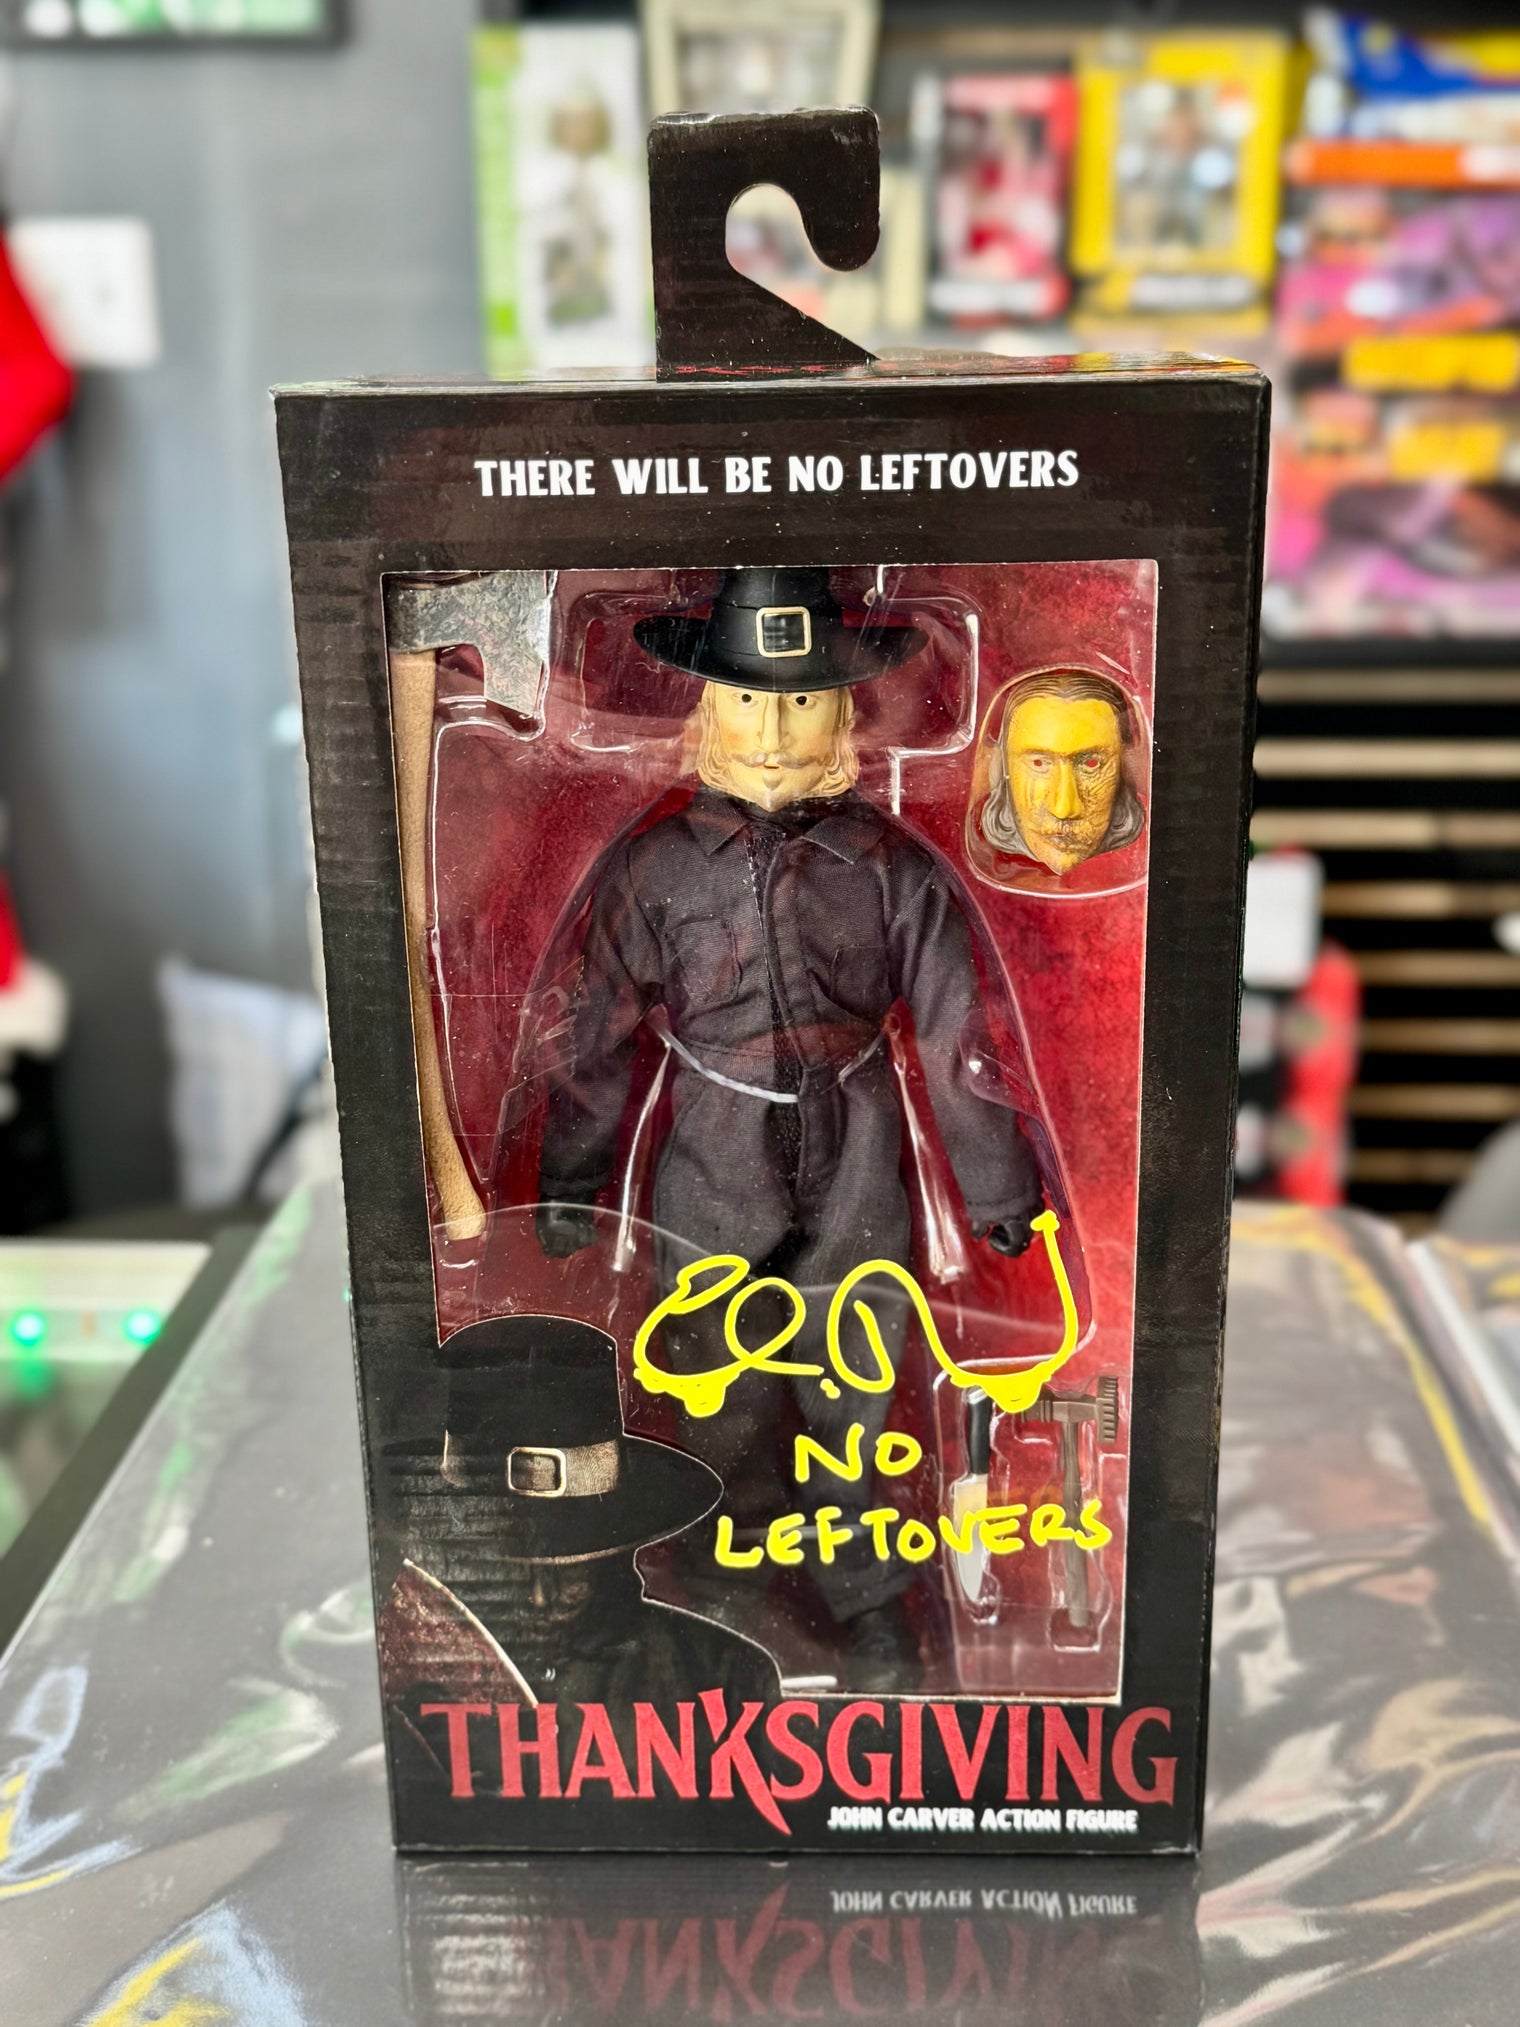 THERE WILL BE NO LEFTOVERS
NO
LEFTOVERS
THANKSGIVING
JOHN CARVER ACTION FIGURE